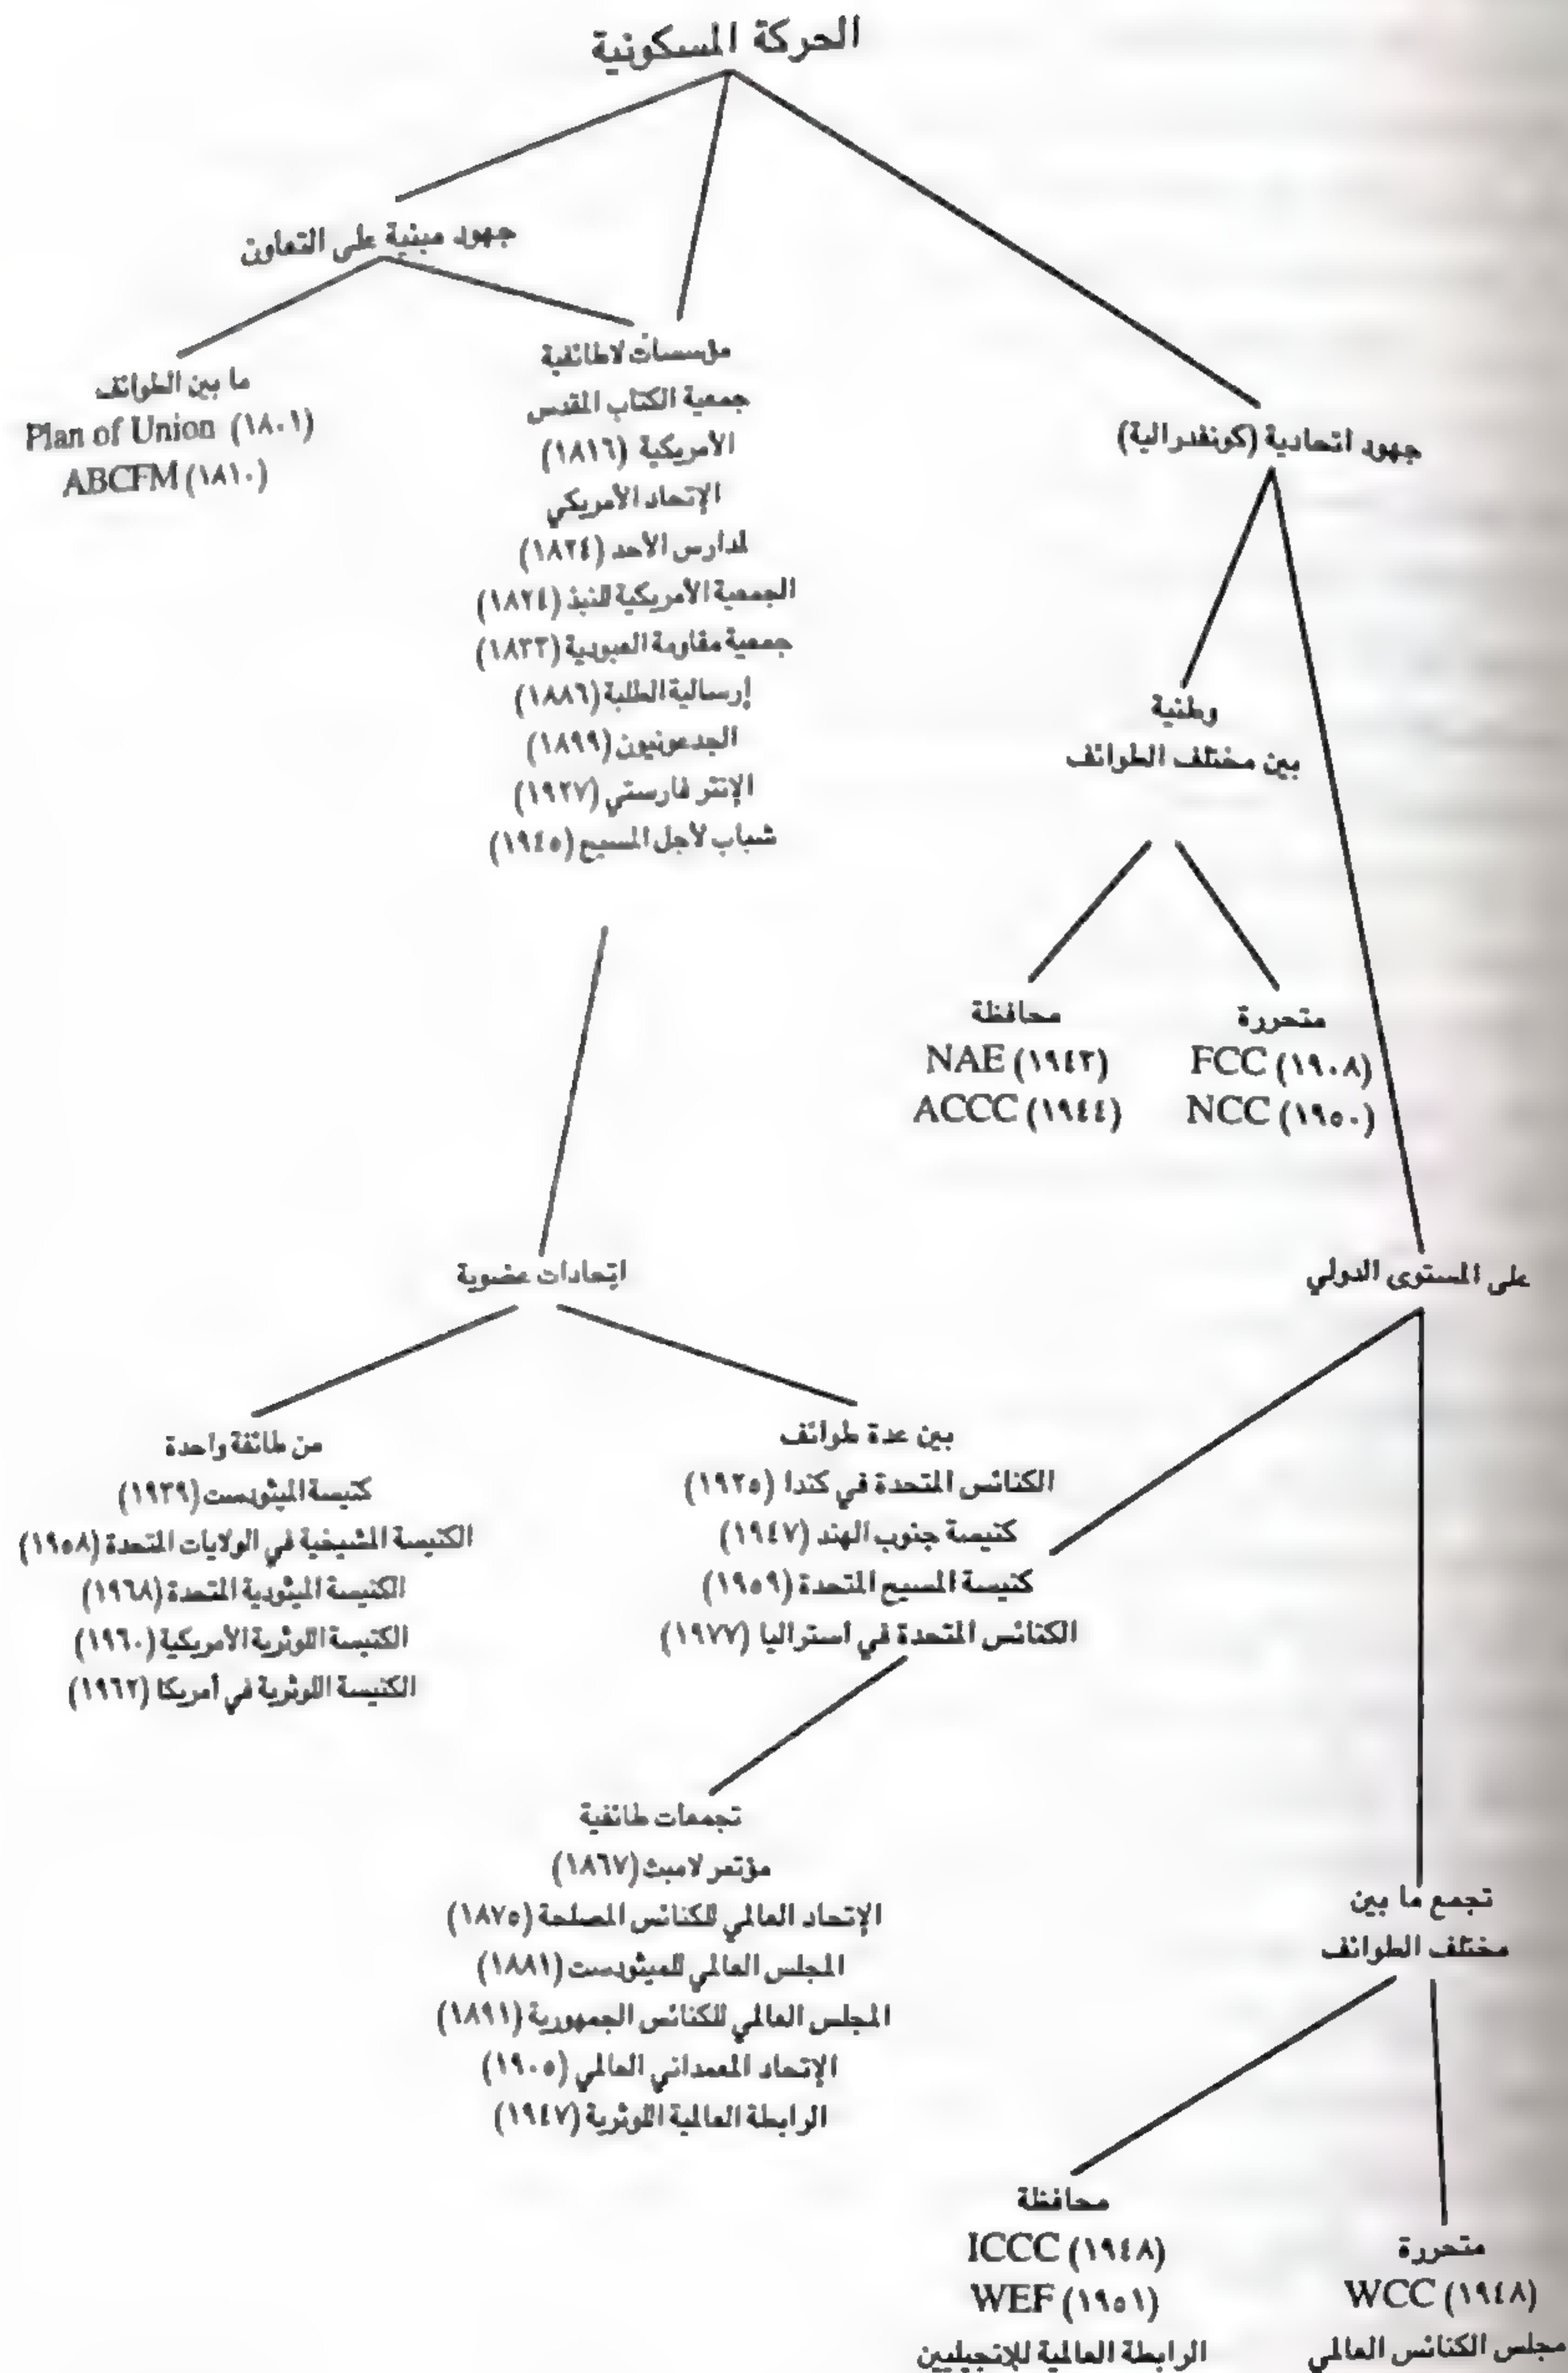 الحركة المسكونية
جهود مبنية على التعاون
ما بين الطوائف
Plan of Union (١٨٠١)
ABCFM (١٨١٠)
مؤسسات لاطائفية
جمعية الكتاب المقدس
الأمريكية (١٨١٦)
الإتحاد الأمريكي
لمدارس الأحد (١٨٢٤)
الجمعية الأمريكية للنبذ (١٨٢٤)
جمعية مقاومة العبودية (١٨٣٣)
إرسالية الطلبة (١٨٨٦)
الجدعونيون (١٨٩٩)
الإنتر فارستي (١٩٢٧)
شباب لأجل المسيح (١٩٤٥)
جهود اتحادية (كونفدرالية)
وطنية
بين مختلف الطوائف
محافظة
NAE (١٩٤٣)
ACCC (١٩٤٤)
متحررة
FCC (١٩٠٨)
NCC (١٩٥٠)
اتحادات عضوية
من طائفة واحدة
كنيسة الميثودست (١٩٣٩)
الكنيسة المشيخية في الولايات المتحدة (١٩٥٨)
الكنيسة الميثودية المتحدة (١٩٦٨)
الكنيسة اللوثرية الأمريكية (١٩٦٠)
الكنيسة اللوثرية في أمريكا (١٩٦٢)
بين عدة طوائف
الكنائس المتحدة في كندا (١٩٢٥)
كنيسة جنوب الهند (١٩٤٧)
كنيسة المسيح المتحدة (١٩٥٩)
الكنائس المتحدة في استراليا (١٩٧٧)
على المستوى الدولي
تجمعات طائفية
مؤتمر لامبث (١٨٦٧)
الإتحاد العالمي للكنائس المصلحة (١٨٧٥)
المجلس العالمي للميثودست (١٨٨١)
المجلس العالمي للكنائس الجمهورية (١٨٩١)
الإتحاد المعمداني العالمي (١٩٠٥)
الرابطة العالمية اللوثرية (١٩٤٧)
تجمع ما بين
مختلف الطوائف
محافظة
ICCC (١٩٤٨)
WEF (١٩٥١)
الرابطة العالمية للإنجيليين
متحررة
WCC (١٩٤٨)
مجلس الكنائس العالمي